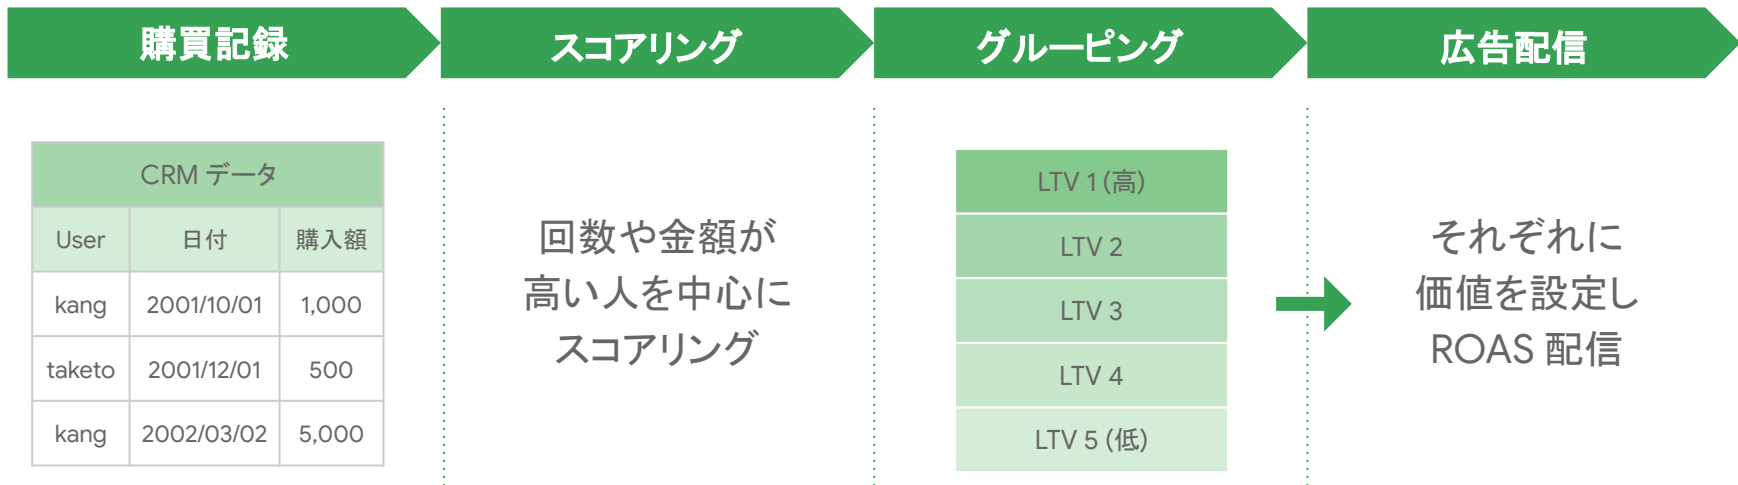 購買記録
スコアリング
グルーピング
広告配信
CRM データ
User 日付 購入額
kang 2001/10/01 1,000
taketo 2001/12/01 500
kang 2002/03/02 5,000
回数や金額が
高い人を中心に
スコアリング
LTV 1 (高)
LTV 2
LTV 3
LTV 4
LTV 5 (低)
それぞれに
価値を設定し
ROAS 配信